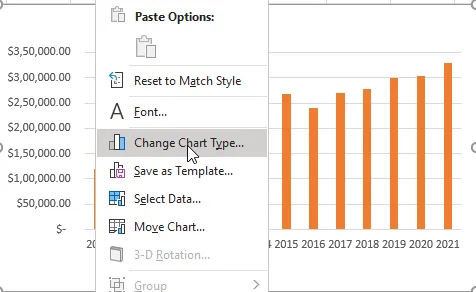 Paste Options:
Reset to Match Style
Font...
Change Chart Type...
Save as Template...
Select Data...
Move Chart...
3-D Rotation...
Group
$3,50,000.00
$3,00,000.00
$2,50,000.00
$2,00,000.00
$1,50,000.00
$1,00,000.00
$50,000.00
$-
2015 2016 2017 2018 2019 2020 2021